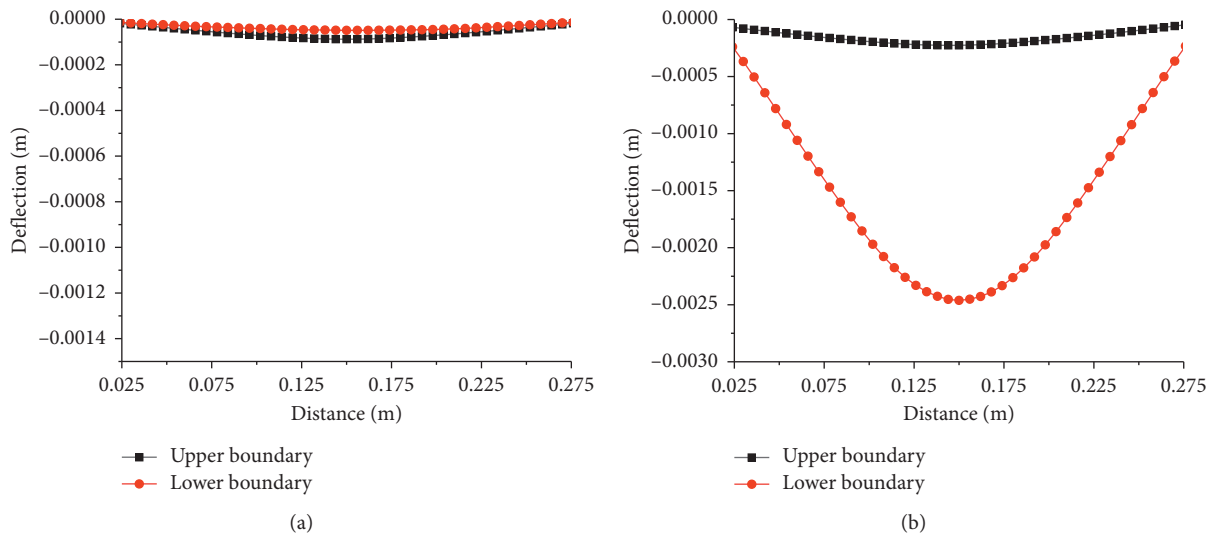 0.0000
–0.0002
–0.0004
–0.0006
–0.0008
–0.0010
–0.0012
–0.0014
Deflection (m)
0.025 0.075 0.125 0.175 0.225 0.275
Distance (m)
Upper boundary
Lower boundary
(a)
0.0000
–0.0005
–0.0010
–0.0015
–0.0020
–0.0025
–0.0030
Deflection (m)
0.025 0.075 0.125 0.175 0.225 0.275
Distance (m)
Upper boundary
Lower boundary
(b)